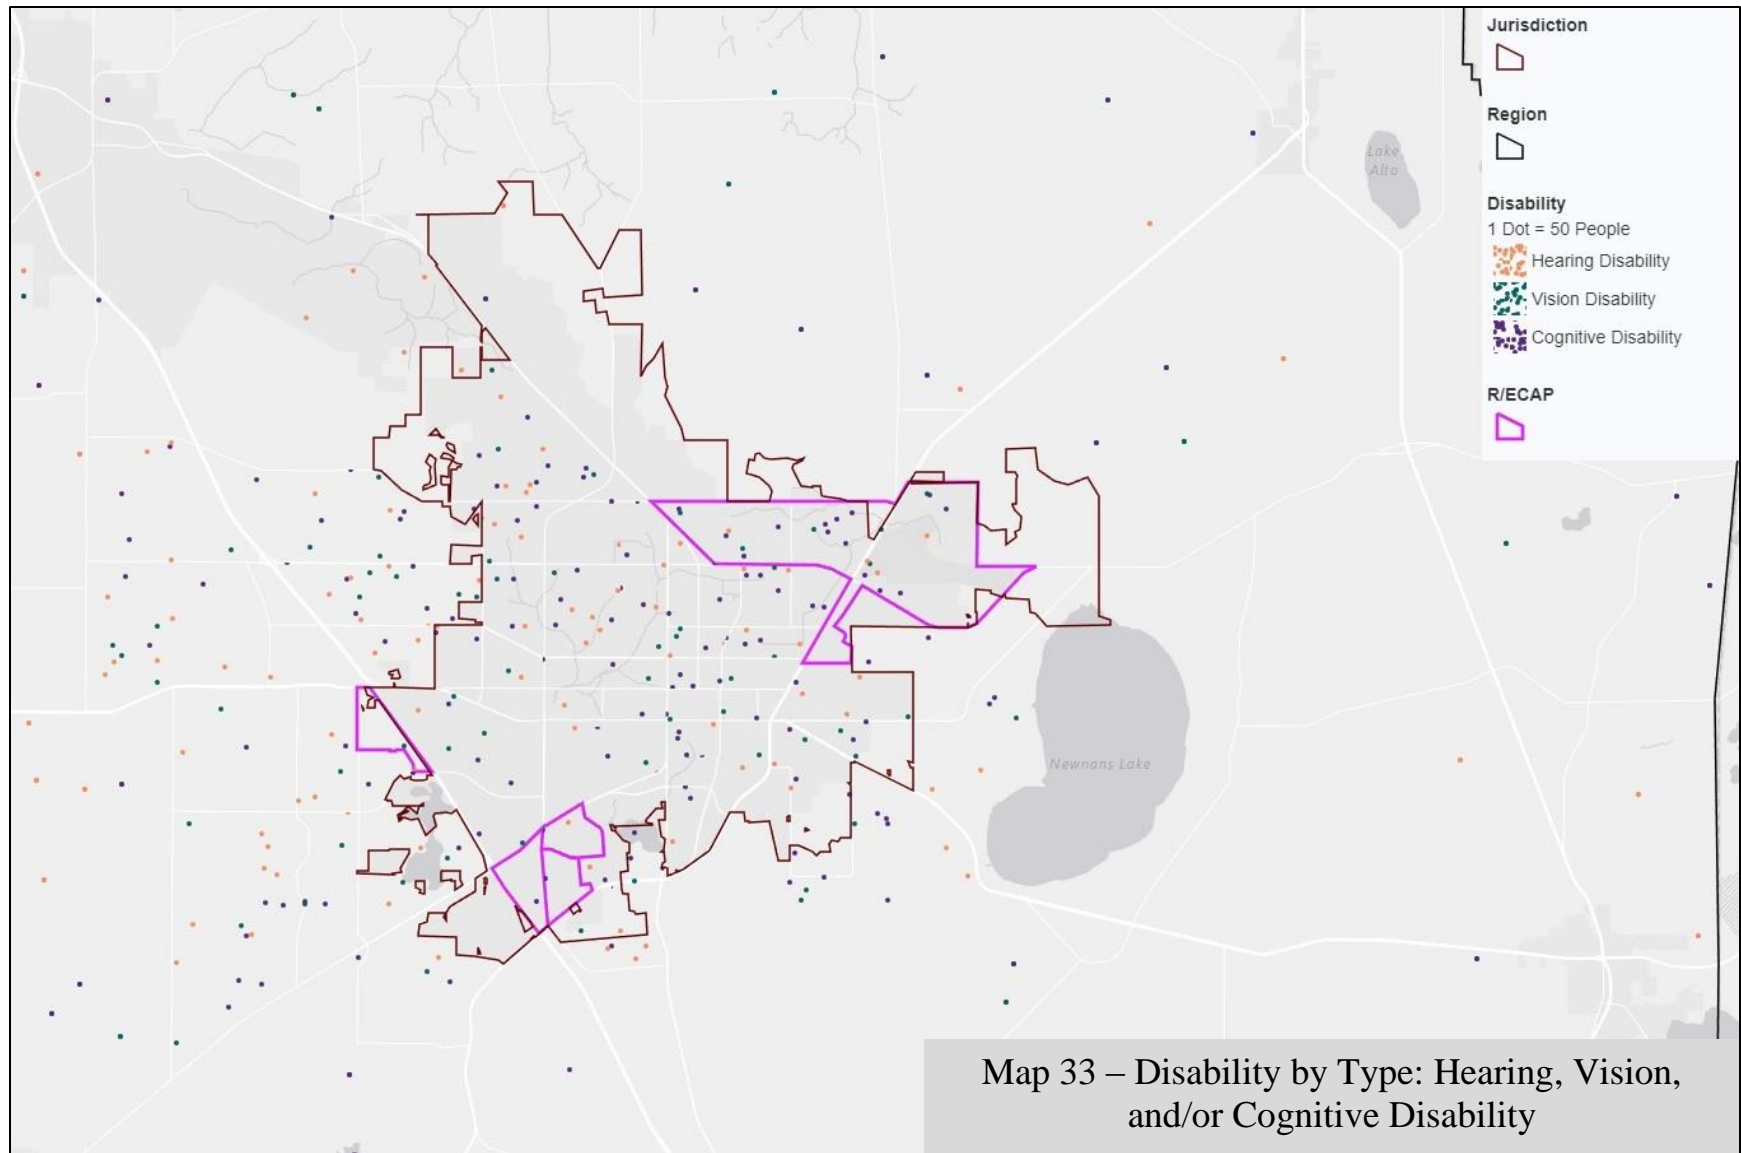 Jurisdiction
Region
Lake
Alto
Disability
1 Dot = 50 People
Hearing Disability
Vision Disability
Cognitive Disability
R/ECAP
Newnans Lake
Map 33 – Disability by Type: Hearing, Vision,
and/or Cognitive Disability